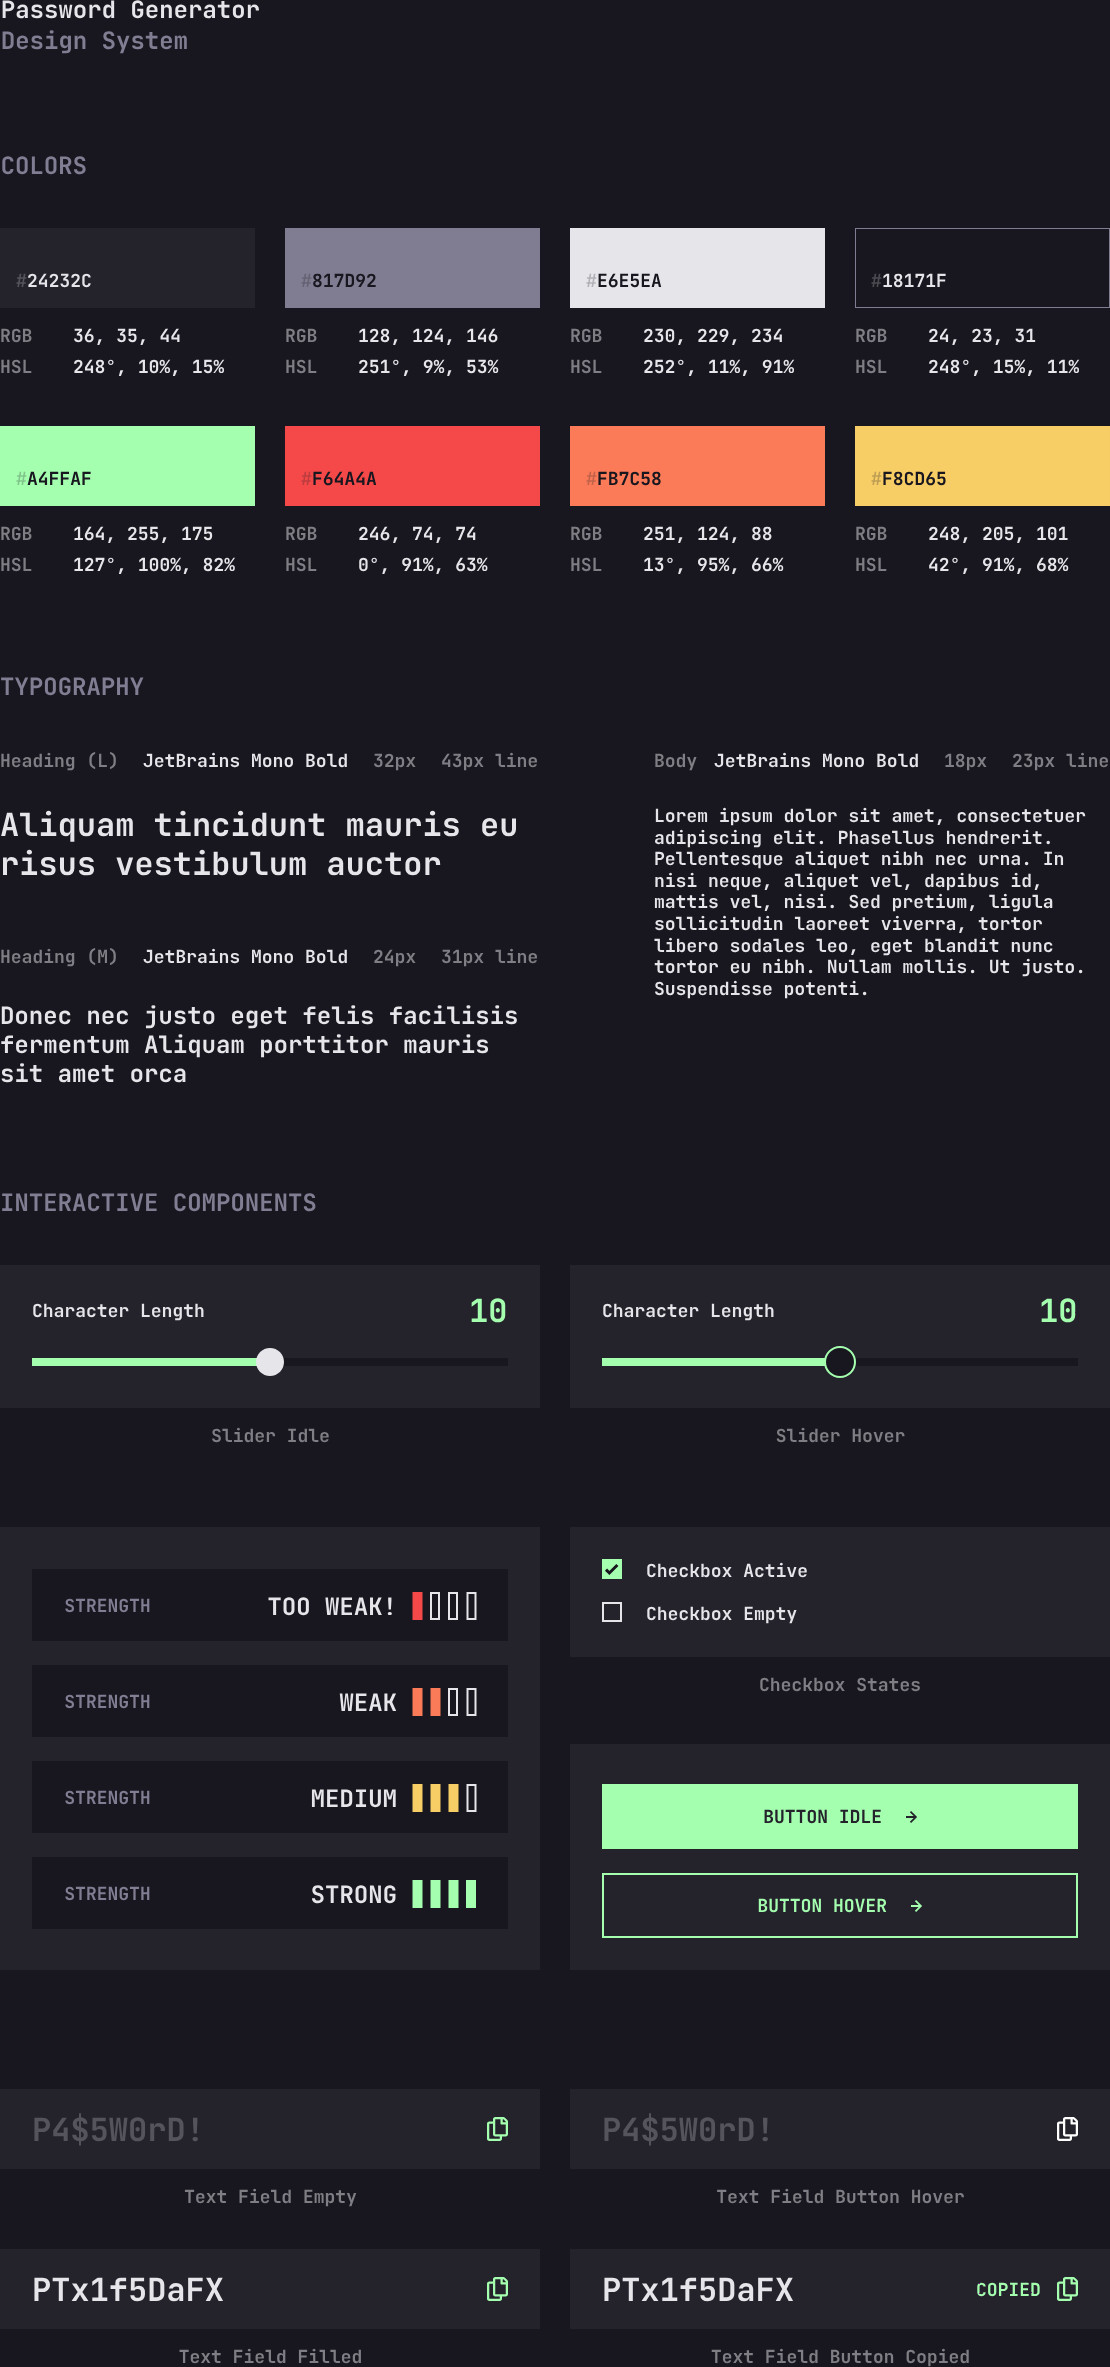 Password Generator
Design System
COLORS
#24232C
#817D92
#E6E5EA
#18171F
RGB 36, 35, 44
RGB 128, 124, 146
RGB 230, 229, 234
RGB 24, 23, 31
HSL 248°, 10%, 15%
HSL 251°, 9%, 53%
HSL 252°, 11%, 91%
HSL 248°, 15%, 11%
#A4FFAF
#F64A4A
#FB7C58
#F8CD65
RGB 164, 255, 175
RGB 246, 74, 74
RGB 251, 124, 88
RGB 248, 205, 101
HSL 127°, 100%, 82%
HSL 0°, 91%, 63%
HSL 13°, 95%, 66%
HSL 42°, 91%, 68%
TYPOGRAPHY
Heading (L) JetBrains Mono Bold 32px 43px line
Aliquam tincidunt mauris eu
risus vestibulum auctor
Heading (M) JetBrains Mono Bold 24px 31px line
Donec nec justo eget felis facilisis
fermentum Aliquam porttitor mauris
sit amet orca
Body JetBrains Mono Bold 18px 23px line
Lorem ipsum dolor sit amet, consectetuer
adipiscing elit. Phasellus hendrerit.
Pellentesque aliquet nibh nec urna. In
nisi neque, aliquet vel, dapibus id,
mattis vel, nisi. Sed pretium, ligula
sollicitudin laoreet viverra, tortor
libero sodales leo, eget blandit nunc
tortor eu nibh. Nullam mollis. Ut justo.
Suspendisse potenti.
INTERACTIVE COMPONENTS
Character Length 10
Slider Idle
Character Length 10
Slider Hover
STRENGTH TOO WEAK!
STRENGTH WEAK
STRENGTH MEDIUM
STRENGTH STRONG
Checkbox Active
Checkbox Empty
Checkbox States
BUTTON IDLE →
BUTTON HOVER →
P4$5W0rD!
Text Field Empty
P4$5W0rD!
Text Field Button Hover
PTx1f5DaFX
Text Field Filled
PTx1f5DaFX COPIED
Text Field Button Copied